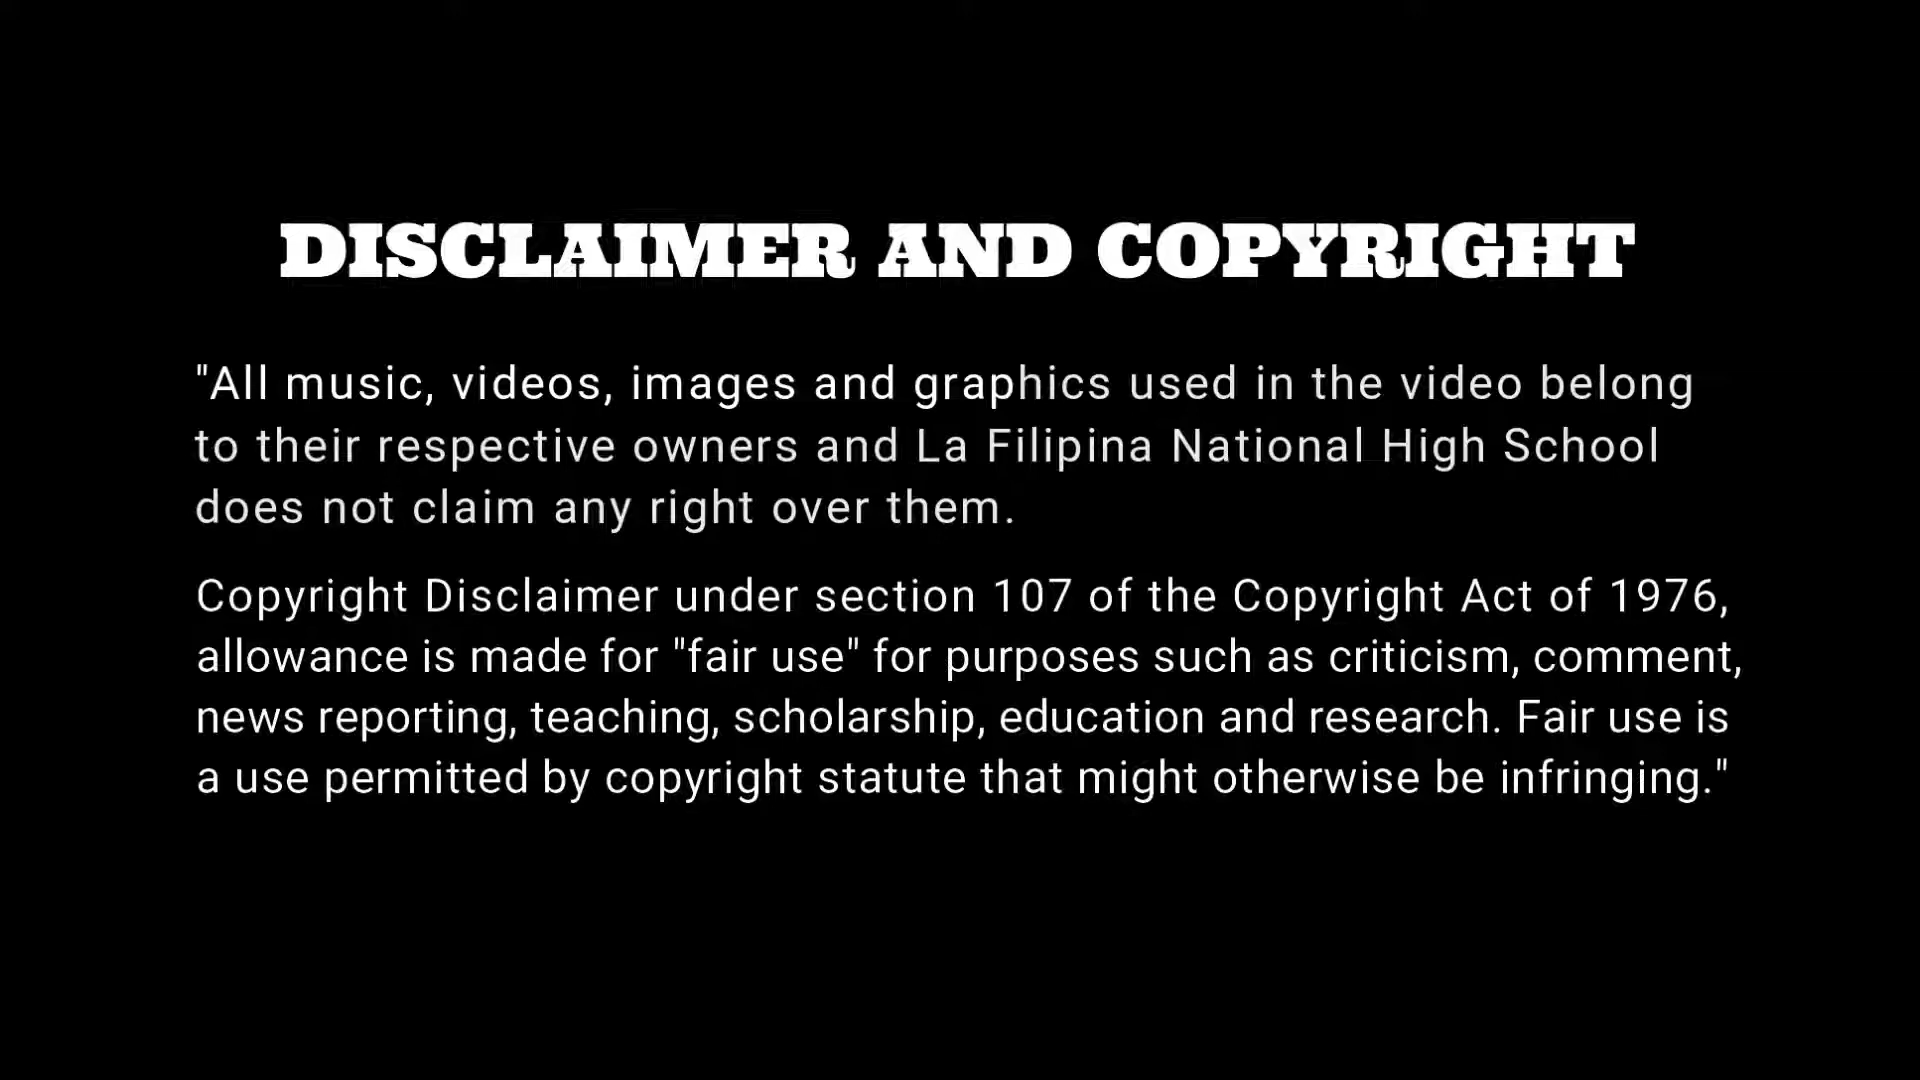 DISCLAIMER AND COPYRIGHT
"All music, videos, images and graphics used in the video belong
to their respective owners and La Filipina National High School
does not claim any right over them.
Copyright Disclaimer under section 107 of the Copyright Act of 1976,
allowance is made for "fair use" for purposes such as criticism, comment,
news reporting, teaching, scholarship, education and research. Fair use is
a use permitted by copyright statute that might otherwise be infringing."